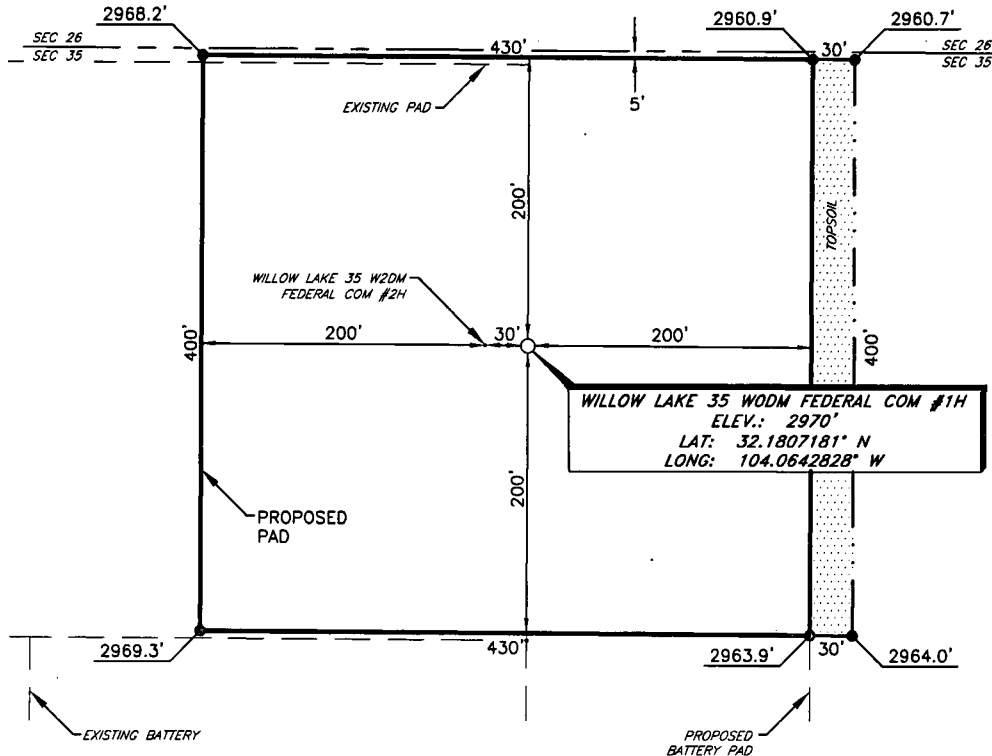 2968.2'
2960.9'
2960.7'
SEC 26
SEC 35
430'
30'
SEC 26
SEC 35
EXISTING PAD
5'
200'
TOPSOIL
WILLOW LAKE 35 W2DM
FEDERAL COM #2H
400'
200'
30'
200'
400'
WILLOW LAKE 35 W0DM FEDERAL COM #1H
ELEV.: 2970'
LAT: 32.1807181° N
LONG: 104.0642828° W
200'
PROPOSED
PAD
2969.3'
430'
2963.9'
30'
2964.0'
EXISTING BATTERY
PROPOSED
BATTERY PAD